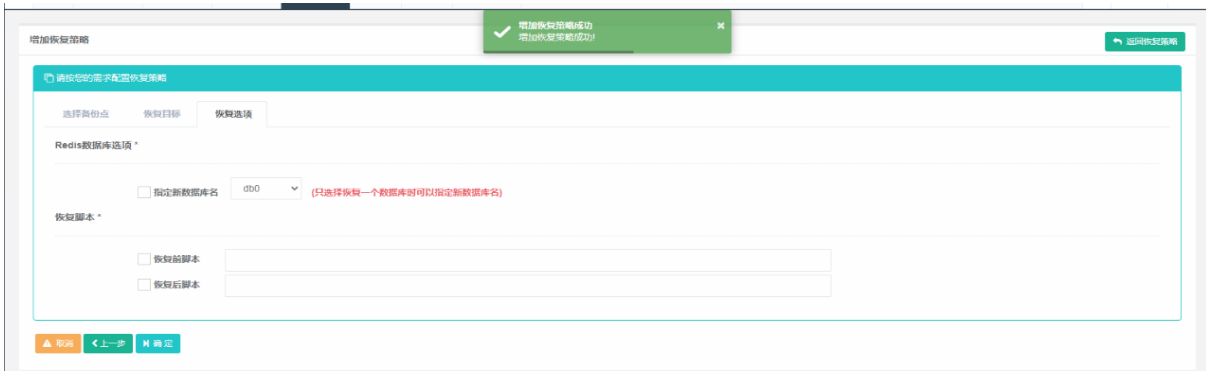 增加恢复策略成功
增加恢复策略成功!
增加恢复策略
返回恢复策略
请按您的需求配置恢复策略
选择备份点 恢复目标 恢复选项
Redis数据库选项 *
指定新数据库名 db0 (只选择恢复一个数据库时可以指定新数据库名)
恢复脚本 *
恢复前脚本
恢复后脚本
取消 上一步 确定